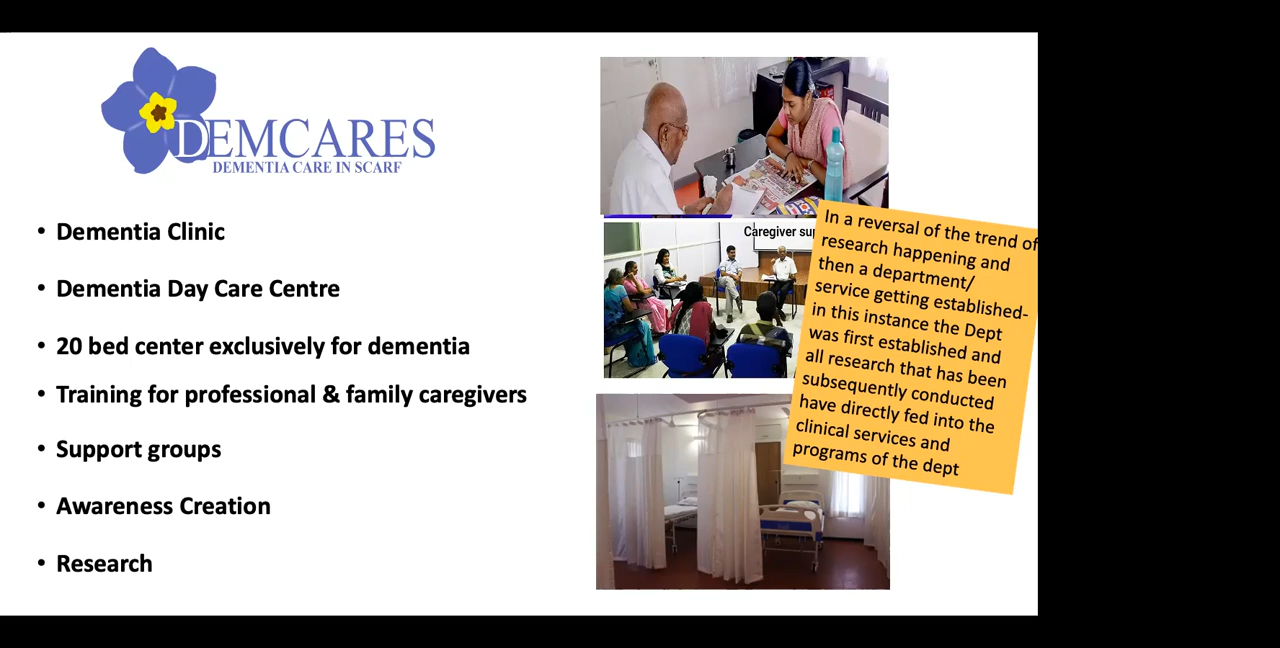 DEMCARES
DEMENTIA CARE IN SCARF
• Dementia Clinic
• Dementia Day Care Centre
• 20 bed center exclusively for dementia
• Training for professional & family caregivers
• Support groups
• Awareness Creation
• Research
Caregiver sup
In a reversal of the trend of
research happening and
then a department/
service getting established-
in this instance the Dept
was first established and
all research that has been
subsequently conducted
have directly fed into the
clinical services and
programs of the dept